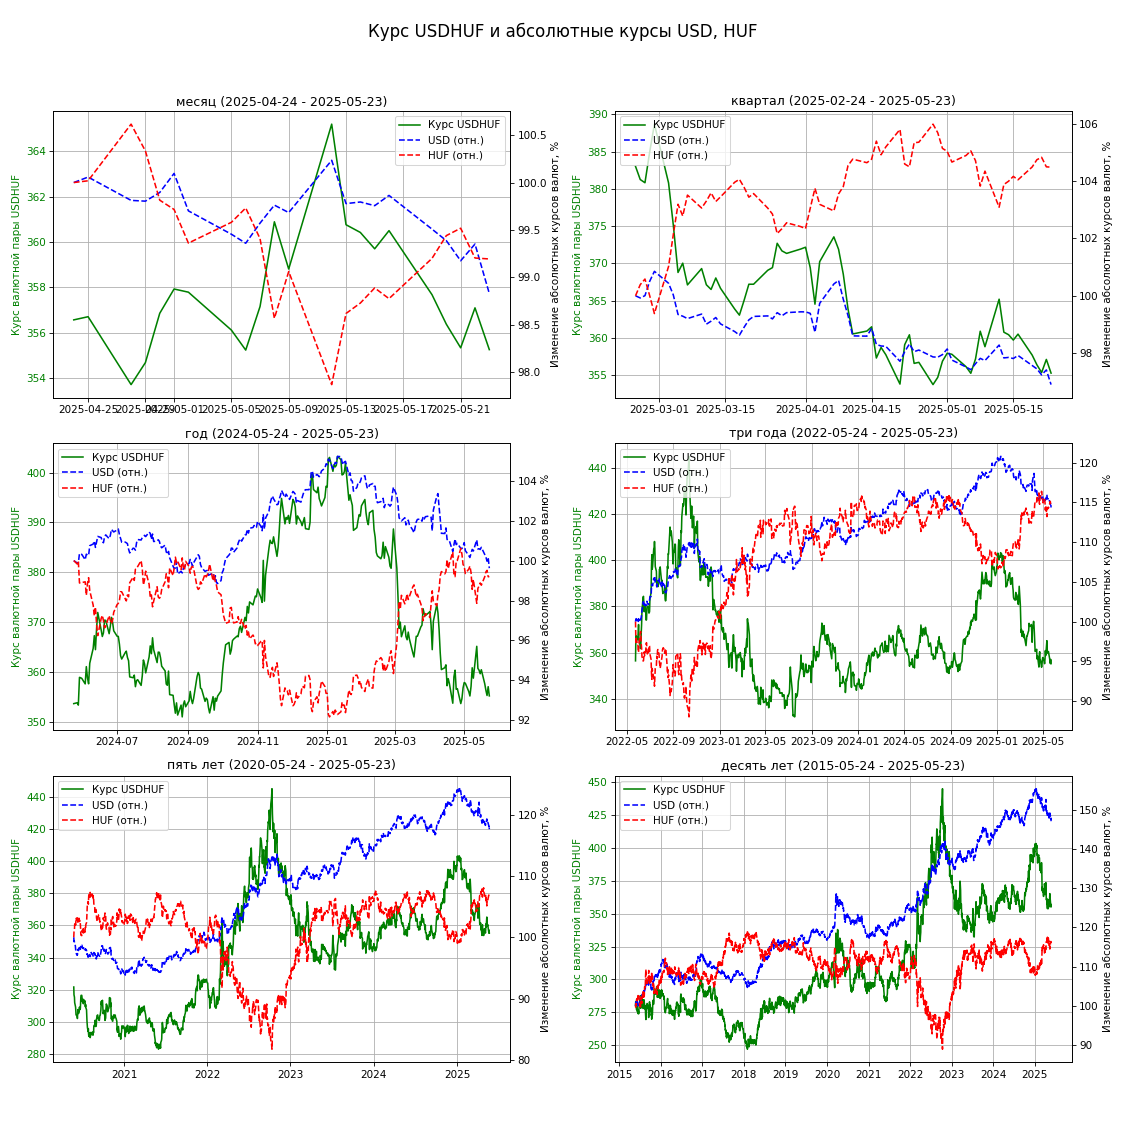 Курс USDHUF и абсолютные курсы USD, HUF
месяц (2025-04-24 - 2025-05-23)
Курс валютной пары USDHUF
364
362
360
358
356
354
Курс USDHUF
USD (отн.)
HUF (отн.)
100.5
100.0
99.5
99.0
98.5
98.0
Изменение абсолютных курсов валют, %
2025-04-25 2025-04-29 2025-05-01 2025-05-05 2025-05-09 2025-05-13 2025-05-17 2025-05-21
квартал (2025-02-24 - 2025-05-23)
Курс валютной пары USDHUF
390
385
380
375
370
365
360
355
Курс USDHUF
USD (отн.)
HUF (отн.)
106
104
102
100
98
Изменение абсолютных курсов валют, %
2025-03-01 2025-03-15 2025-04-01 2025-04-15 2025-05-01 2025-05-15
год (2024-05-24 - 2025-05-23)
Курс валютной пары USDHUF
400
390
380
370
360
350
Курс USDHUF
USD (отн.)
HUF (отн.)
104
102
100
98
96
94
92
Изменение абсолютных курсов валют, %
2024-07 2024-09 2024-11 2025-01 2025-03 2025-05
три года (2022-05-24 - 2025-05-23)
Курс валютной пары USDHUF
440
420
400
380
360
340
Курс USDHUF
USD (отн.)
HUF (отн.)
120
115
110
105
100
95
90
Изменение абсолютных курсов валют, %
2022-05 2022-09 2023-01 2023-05 2023-09 2024-01 2024-05 2024-09 2025-01 2025-05
пять лет (2020-05-24 - 2025-05-23)
Курс валютной пары USDHUF
440
420
400
380
360
340
320
300
280
Курс USDHUF
USD (отн.)
HUF (отн.)
120
110
100
90
80
Изменение абсолютных курсов валют, %
2021 2022 2023 2024 2025
десять лет (2015-05-24 - 2025-05-23)
Курс валютной пары USDHUF
450
425
400
375
350
325
300
275
250
Курс USDHUF
USD (отн.)
HUF (отн.)
150
140
130
120
110
100
90
Изменение абсолютных курсов валют, %
2015 2016 2017 2018 2019 2020 2021 2022 2023 2024 2025